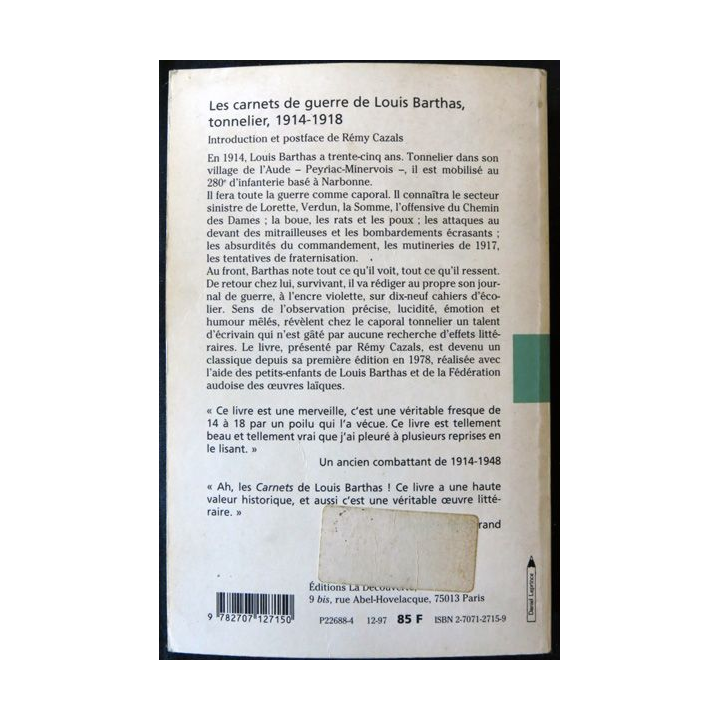 Les carnets de guerre de Louis Barthas,
tonnelier, 1914-1918
Introduction et postface de Rémy Cazals
En 1914, Louis Barthas a trente-cinq ans. Tonnelier dans son
village de l'Aude – Peyriac-Minervois –, il est mobilisé au
280e d'infanterie basé à Narbonne.
Il fera toute la guerre comme caporal. Il connaîtra le secteur
sinistre de Lorette, Verdun, la Somme, l'offensive du Chemin
des Dames ; la boue, les rats et les poux ; les attaques au
devant des mitrailleuses et les bombardements écrasants ;
les absurdités du commandement, les mutineries de 1917,
les tentatives de fraternisation.
Au front, Barthas note tout ce qu'il voit, tout ce qu'il ressent.
De retour chez lui, survivant, il va rédiger au propre son jour-
nal de guerre, à l'encre violette, sur dix-neuf cahiers d'éco-
lier. Sens de l'observation précise, lucidité, émotion et
humour mêlés, révèlent chez le caporal tonnelier un talent
d'écrivain qui n'est gâté par aucune recherche d'effets litté-
raires. Le livre, présenté par Rémy Cazals, est devenu un
classique depuis sa première édition en 1978, réalisée avec
l'aide des petits-enfants de Louis Barthas et de la Fédération
audoise des œuvres laïques.
« Ce livre est une merveille, c'est une véritable fresque de
14 à 18 par un poilu qui l'a vécue. Ce livre est tellement
beau et tellement vrai que j'ai pleuré à plusieurs reprises en
le lisant. »
Un ancien combattant de 1914-1948
« Ah, les Carnets de Louis Barthas ! Ce livre a une haute
valeur historique, et aussi c'est une véritable œuvre litté-
raire. »
rand
Éditions La Découverte,
9 bis, rue Abel-Hovelacque, 75013 Paris
9 782707 127150
P22688-4 12-97 85 F ISBN 2-7071-2715-9
Daniel Leprince